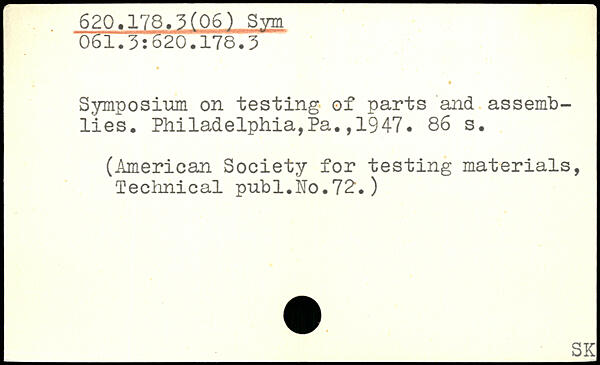 620.178.3(06) Sym
061.3:620.178.3
Symposium on testing of parts and assemb-
lies. Philadelphia,Pa.,1947. 86 s.
(American Society for testing materials,
Technical publ.No.72.)
SK